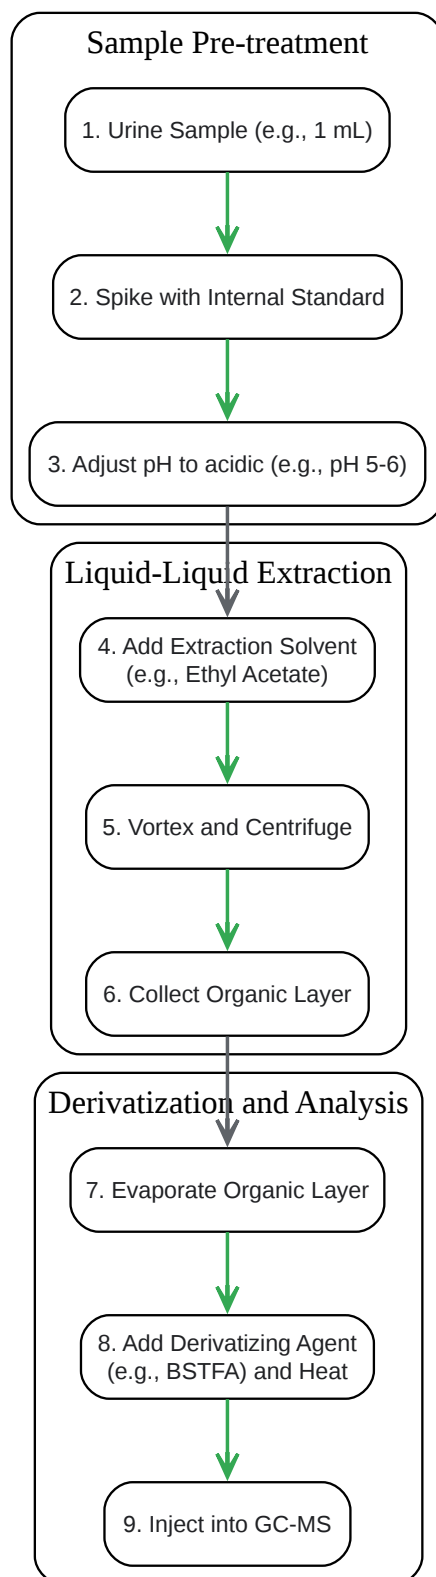 Sample Pre-treatment
1. Urine Sample (e.g., 1 mL)
2. Spike with Internal Standard
3. Adjust pH to acidic (e.g., pH 5-6)
Liquid-Liquid Extraction
4. Add Extraction Solvent
(e.g., Ethyl Acetate)
5. Vortex and Centrifuge
6. Collect Organic Layer
Derivatization and Analysis
7. Evaporate Organic Layer
8. Add Derivatizing Agent
(e.g., BSTFA) and Heat
9. Inject into GC-MS